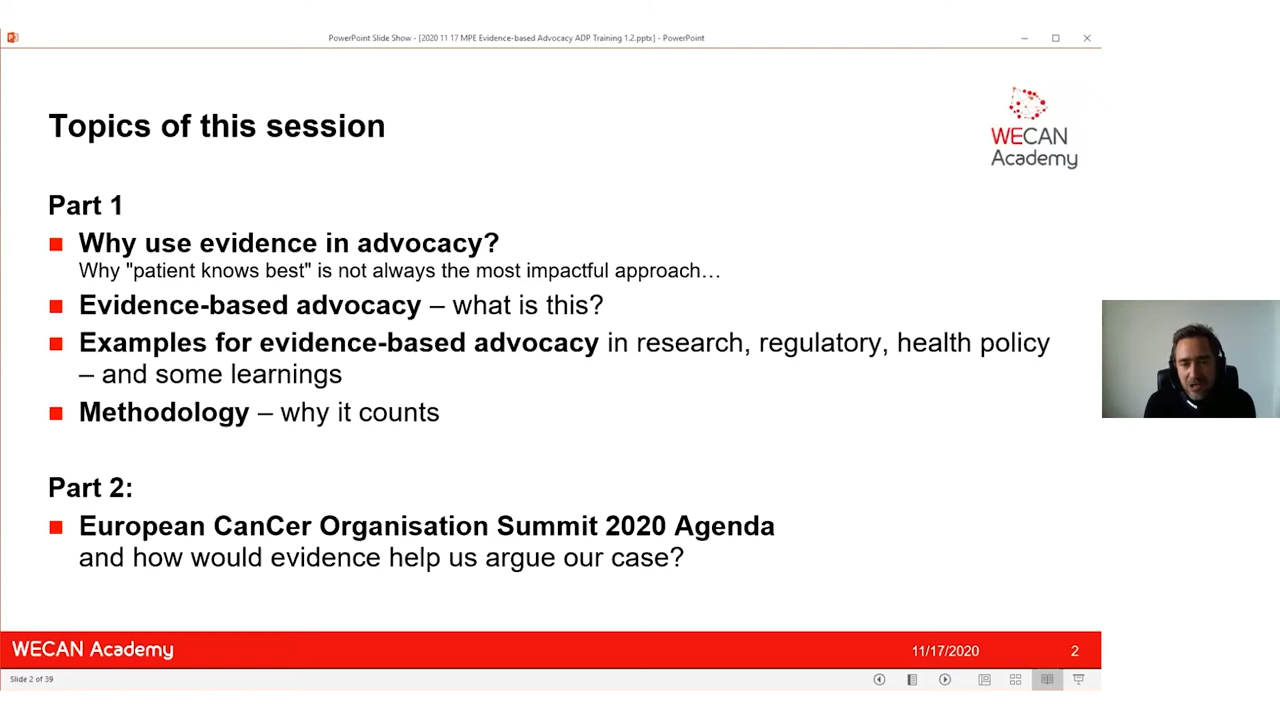 PowerPoint Slide Show - [2020 11 17 MPE Evidence-based Advocacy ADP Training 1.2.pptx] - PowerPoint
WECAN
Academy
Topics of this session
Part 1
Why use evidence in advocacy?
Why "patient knows best" is not always the most impactful approach…
Evidence-based advocacy – what is this?
Examples for evidence-based advocacy in research, regulatory, health policy
– and some learnings
Methodology – why it counts
Part 2:
European CanCer Organisation Summit 2020 Agenda
and how would evidence help us argue our case?
WECAN Academy 11/17/2020 2
Slide 2 of 39